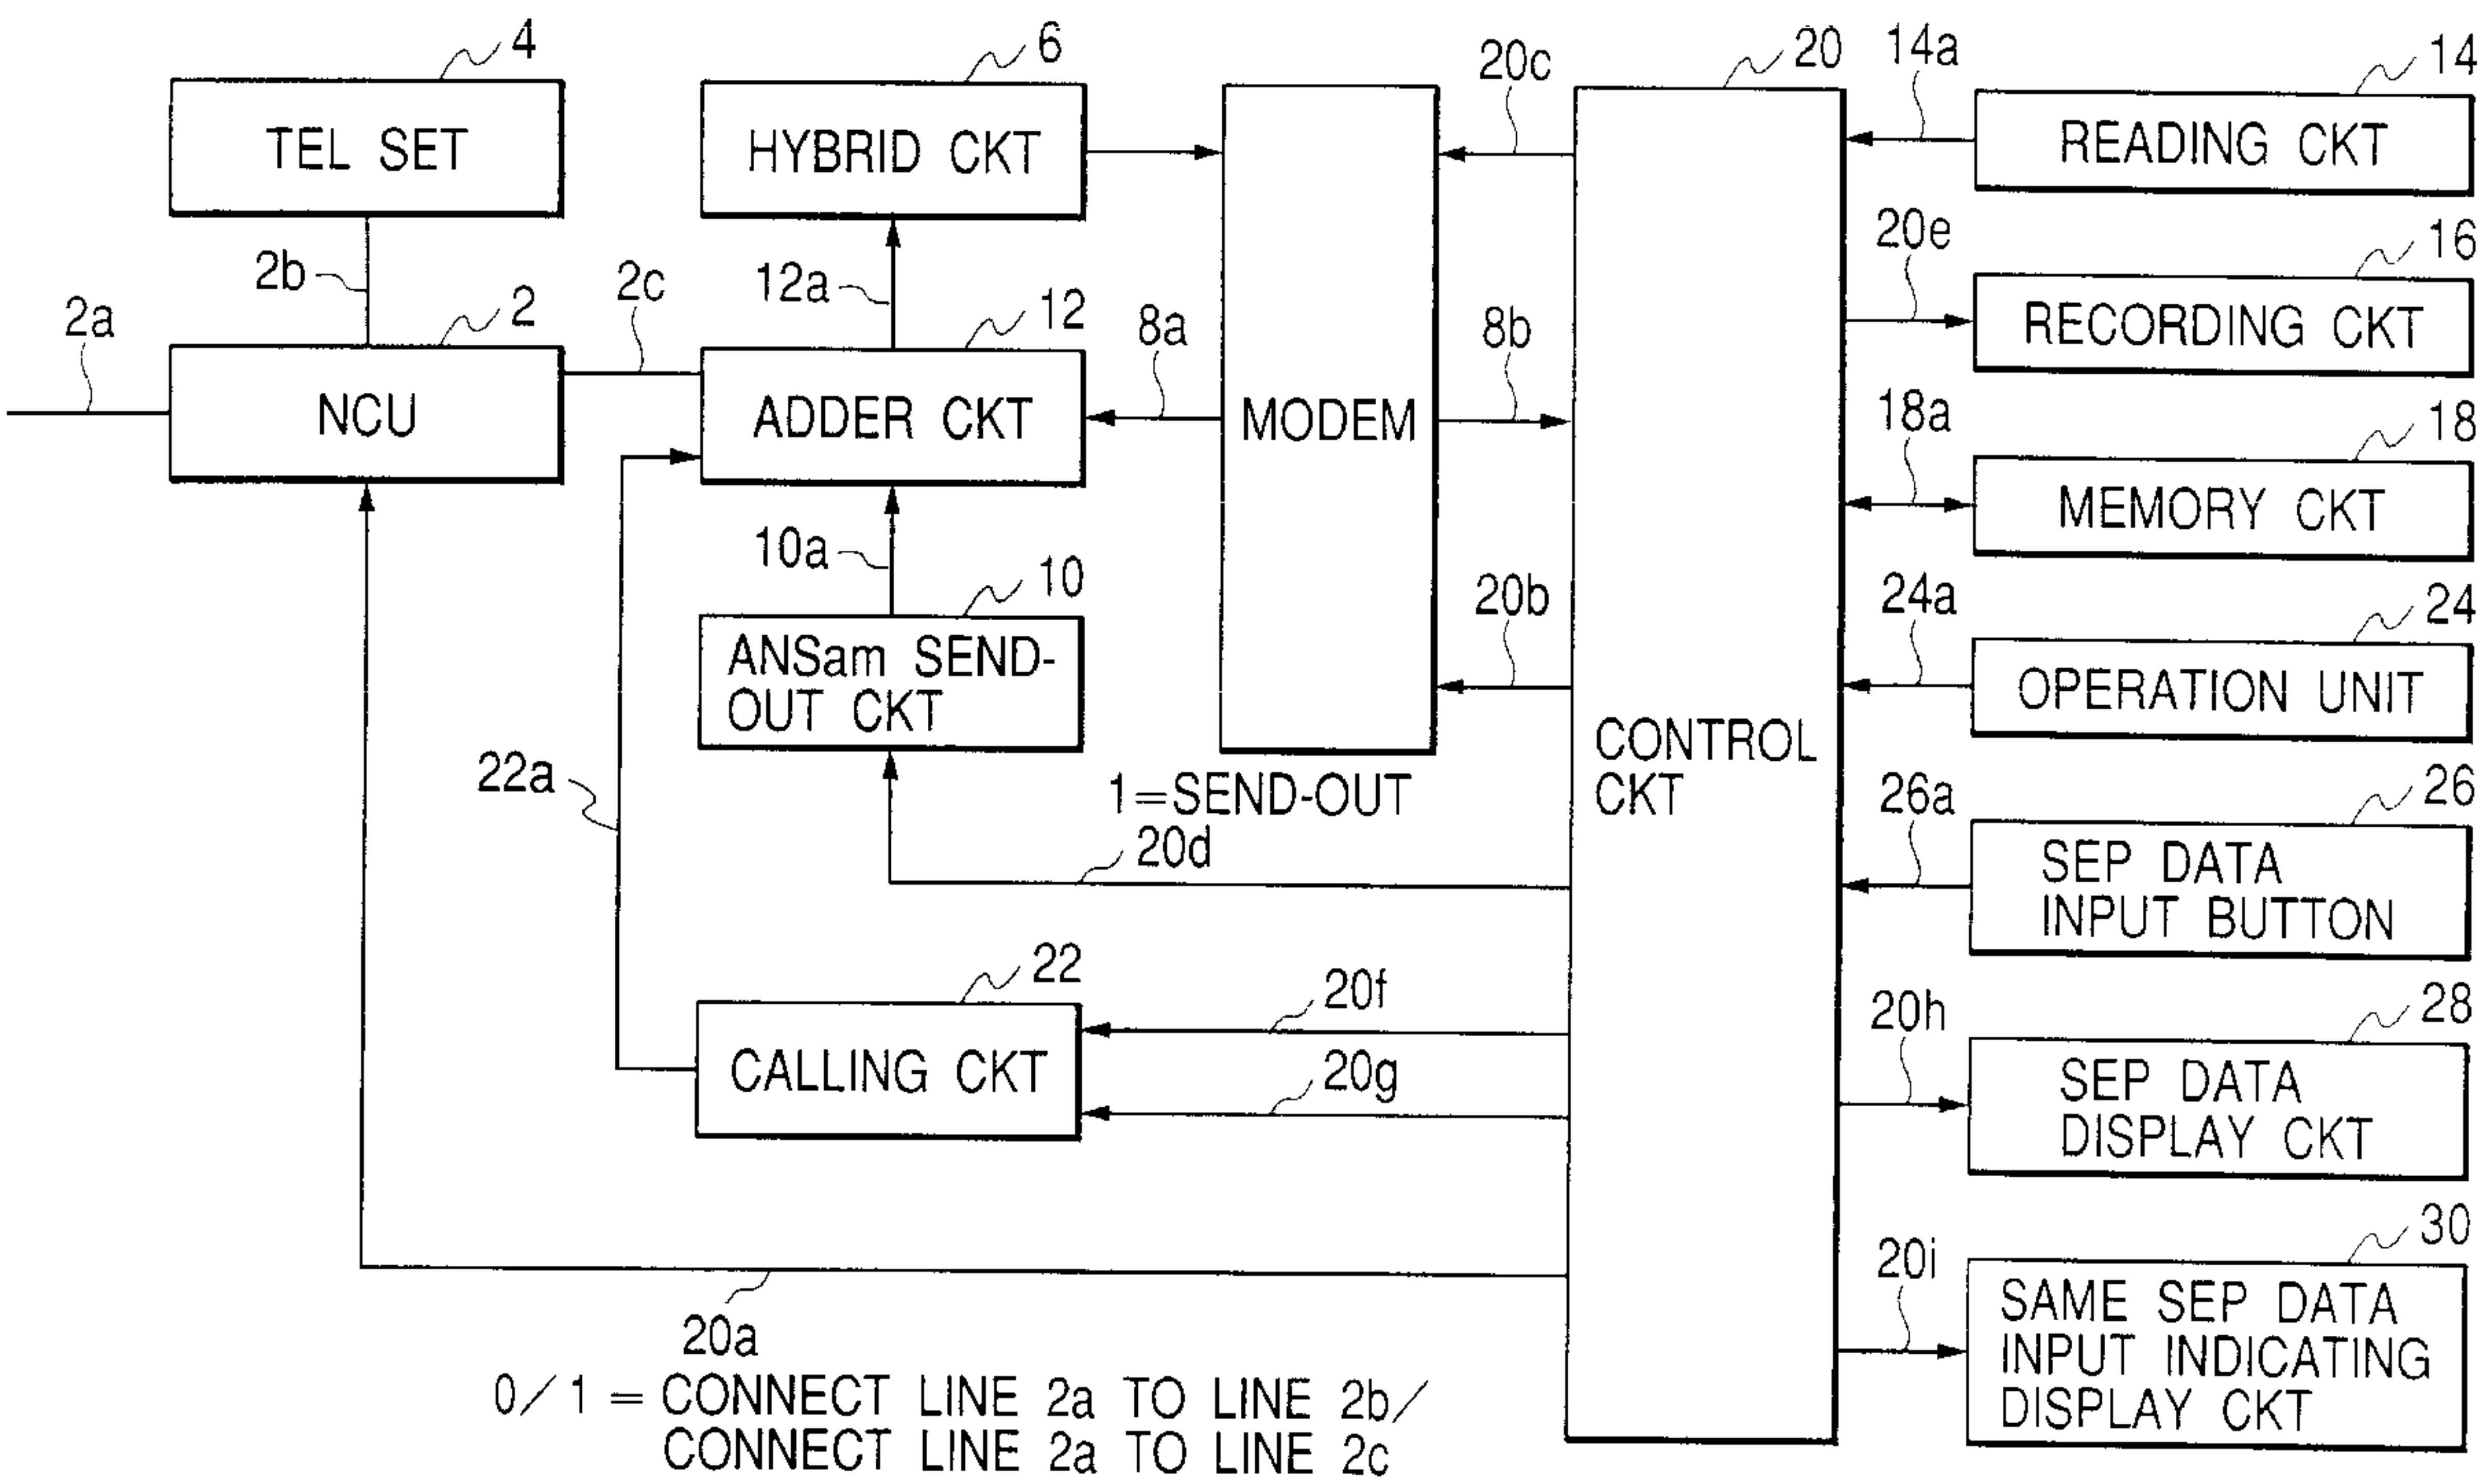 4
TEL SET
2b
2a
2
NCU
2c
6
HYBRID CKT
12a
12
ADDER CKT
8a
10a
10
ANSam SEND-
OUT CKT
22a
MODEM
20c
8b
20b
1=SEND-OUT
20d
22
CALLING CKT
20f
20g
20a
0/1 = CONNECT LINE 2a TO LINE 2b/
CONNECT LINE 2a TO LINE 2c
20
CONTROL
CKT
14a
14
READING CKT
20e
16
RECORDING CKT
18a
18
MEMORY CKT
24a
24
OPERATION UNIT
26a
26
SEP DATA
INPUT BUTTON
20h
28
SEP DATA
DISPLAY CKT
20i
30
SAME SEP DATA
INPUT INDICATING
DISPLAY CKT